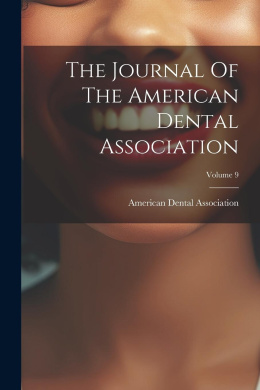 The Journal Of
The American
Dental
Association
Volume 9
American Dental Association